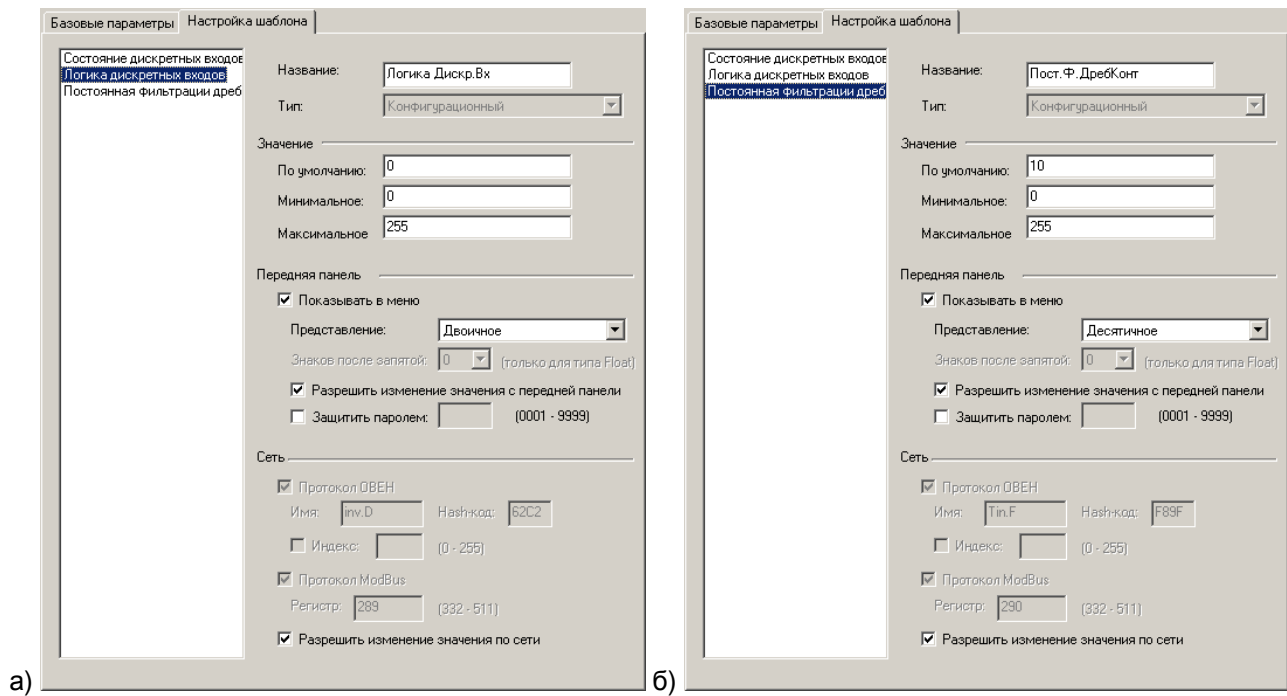 Базовые параметры Настройка шаблона
Состояние дискретных входов
Логика дискретных входов
Постоянная фильтрации дреб
Название: Логика Дискр.Вх
Тип: Конфигурационный
Значение
По умолчанию: 0
Минимальное: 0
Максимальное 255
Передняя панель
Показывать в меню
Представление: Двоичное
Знаков после запятой: 0 (только для типа Float)
Разрешить изменение значения с передней панели
Защитить паролем: (0001 - 9999)
Сеть
Протокол ОВЕН
Имя: inv.D Hash-код: 62C2
Индекс: (0 - 255)
Протокол ModBus
Регистр: 289 (332 - 511)
Разрешить изменение значения по сети
а)
Базовые параметры Настройка шаблона
Состояние дискретных входов
Логика дискретных входов
Постоянная фильтрации дреб
Название: Пост.Ф.ДребКонт
Тип: Конфигурационный
Значение
По умолчанию: 10
Минимальное: 0
Максимальное 255
Передняя панель
Показывать в меню
Представление: Десятичное
Знаков после запятой: 0 (только для типа Float)
Разрешить изменение значения с передней панели
Защитить паролем: (0001 - 9999)
Сеть
Протокол ОВЕН
Имя: Tin.F Hash-код: F89F
Индекс: (0 - 255)
Протокол ModBus
Регистр: 290 (332 - 511)
Разрешить изменение значения по сети
б)